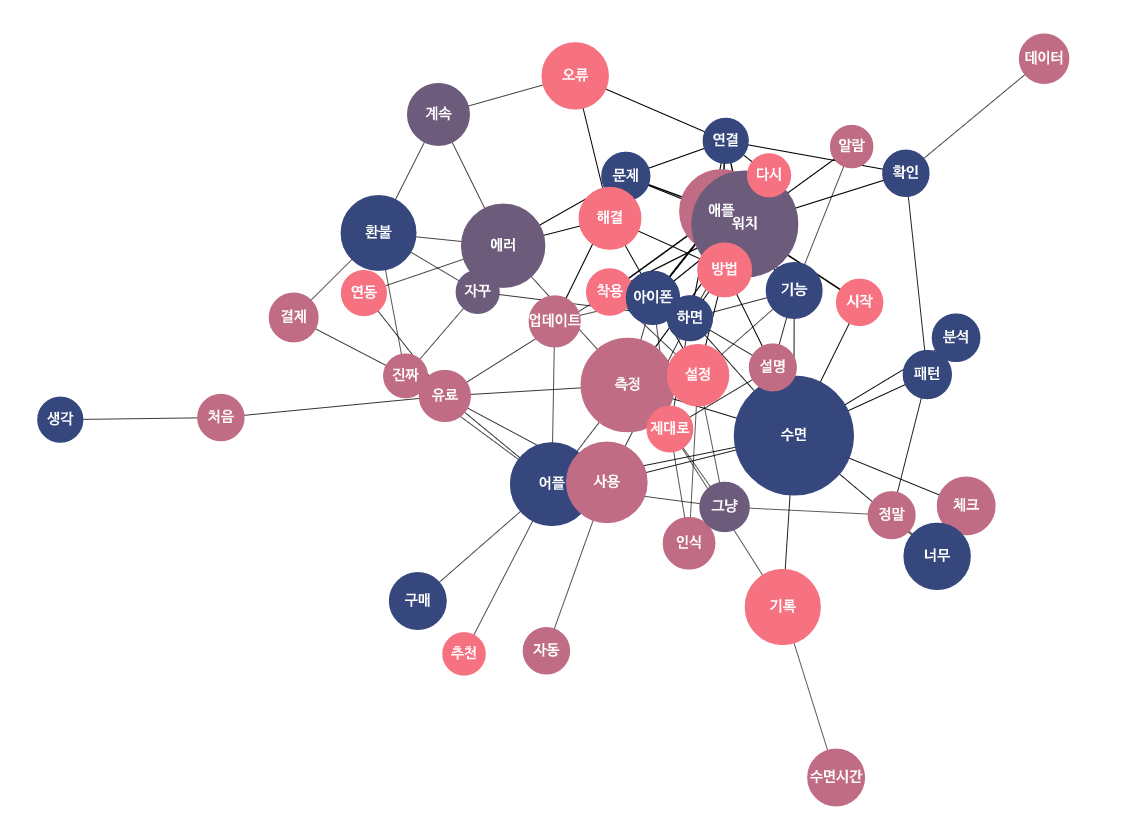 데이터
오류
계속
연결
알람
확인
문제
다시
애플
워치
해결
환불
에러
방법
연동
자꾸
착용
아이폰
기능
시작
하면
결제
업데이트
분석
진짜
측정
설정
설명
패턴
유료
생각
처음
제대로
수면
어플
사용
그냥
정말
체크
인식
너무
구매
기록
추천
자동
수면시간